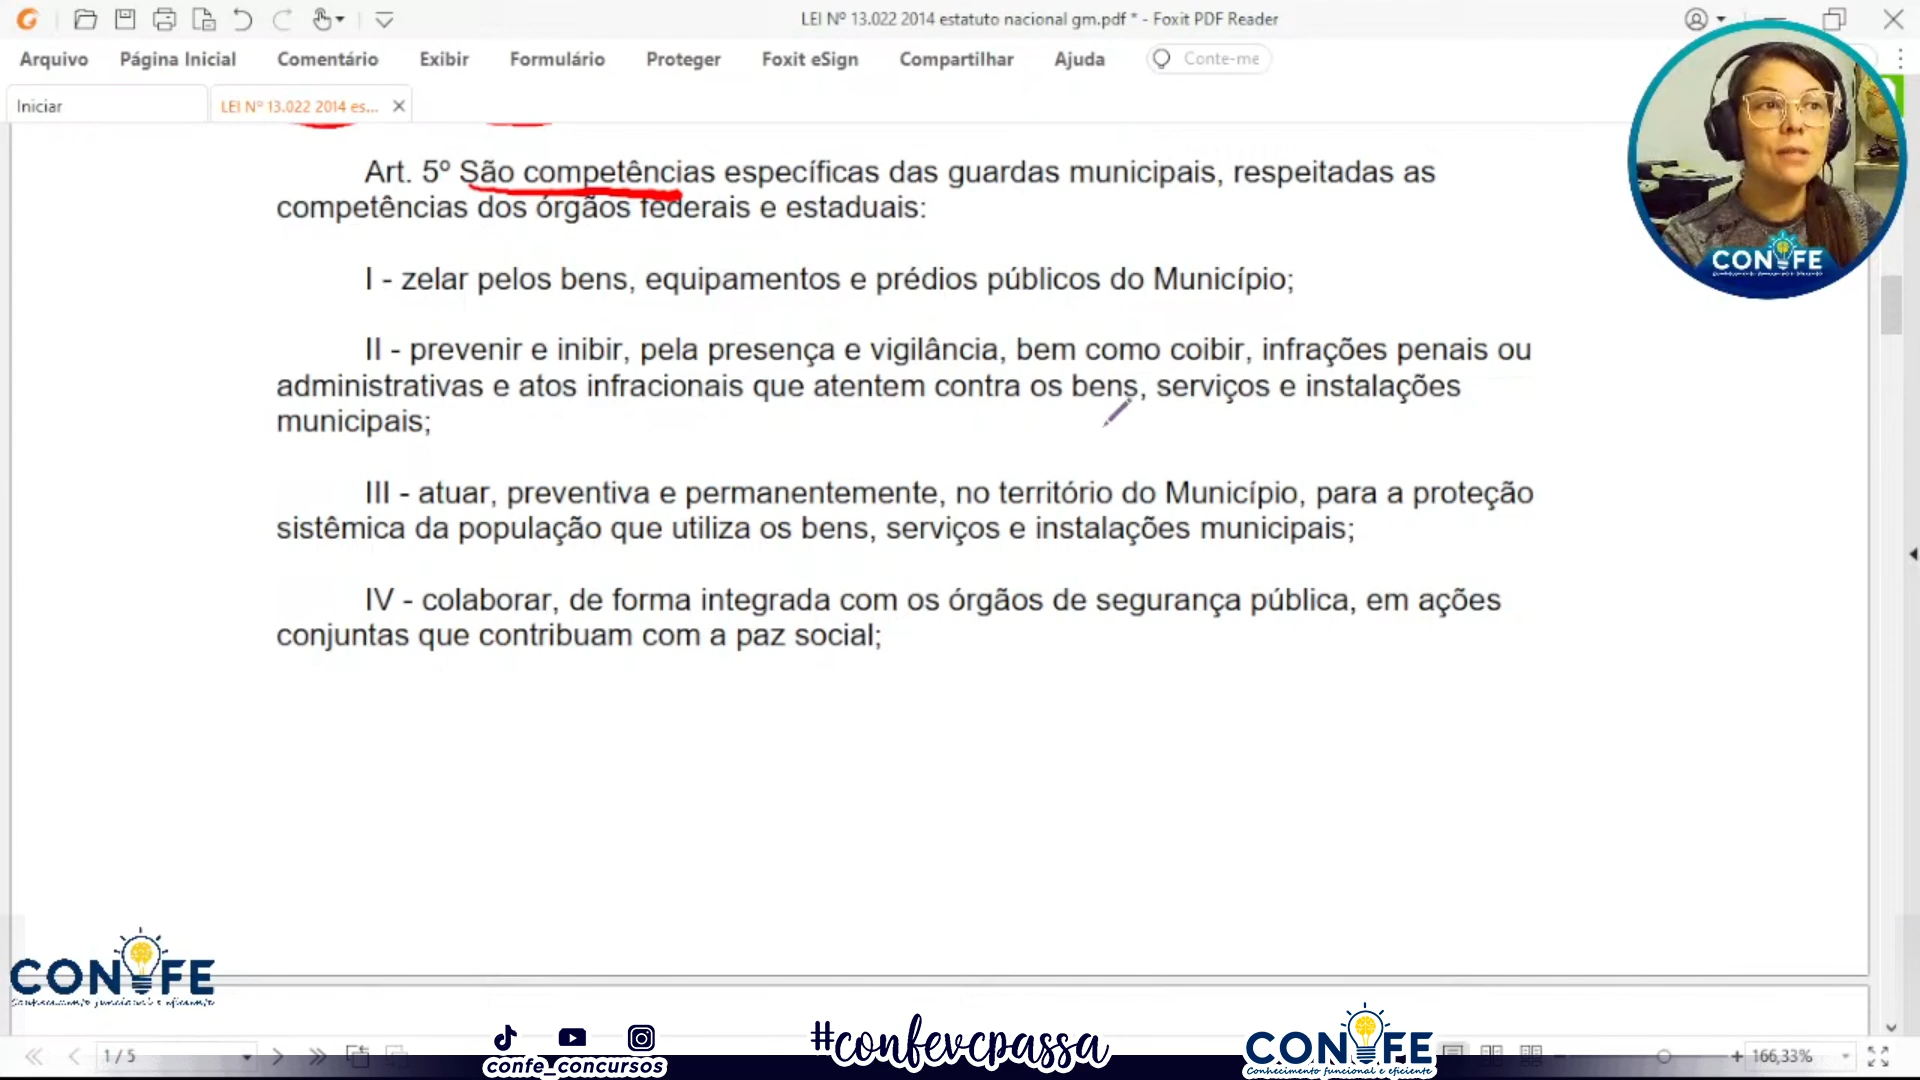 LEI Nº 13.022 2014 estatuto nacional gm.pdf * - Foxit PDF Reader
Arquivo Página Inicial Comentário Exibir Formulário Proteger Foxit eSign Compartilhar Ajuda Conte-me
Iniciar LEI Nº 13.022 2014 es...
Art. 5º São competências específicas das guardas municipais, respeitadas as
competências dos órgãos federais e estaduais:
I - zelar pelos bens, equipamentos e prédios públicos do Município;
II - prevenir e inibir, pela presença e vigilância, bem como coibir, infrações penais ou
administrativas e atos infracionais que atentem contra os bens, serviços e instalações
municipais;
III - atuar, preventiva e permanentemente, no território do Município, para a proteção
sistêmica da população que utiliza os bens, serviços e instalações municipais;
IV - colaborar, de forma integrada com os órgãos de segurança pública, em ações
conjuntas que contribuam com a paz social;
CONFE
CONFE
Conhecimento funcional e eficiente
1 / 5
confe_concursos
#confevcpassa
CONFE
Conhecimento funcional e eficiente
166,33%